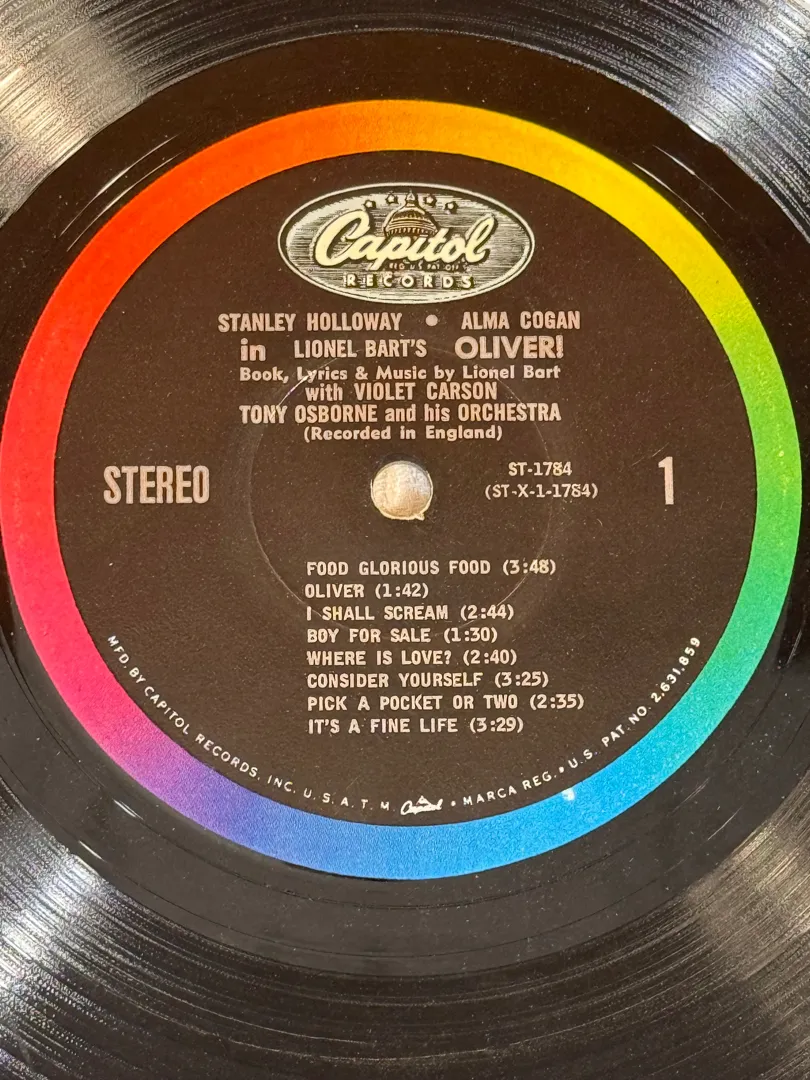 Capitol
REG. U.S. PAT. OFF.
RECORDS
STANLEY HOLLOWAY • ALMA COGAN
in LIONEL BART'S OLIVER!
Book, Lyrics & Music by Lionel Bart
with VIOLET CARSON
TONY OSBORNE and his ORCHESTRA
(Recorded in England)
STEREO
ST-1784
(ST-X-1-1784)
1
FOOD GLORIOUS FOOD (3:48)
OLIVER (1:42)
I SHALL SCREAM (2:44)
BOY FOR SALE (1:30)
WHERE IS LOVE? (2:40)
CONSIDER YOURSELF (3:25)
PICK A POCKET OR TWO (2:35)
IT'S A FINE LIFE (3:29)
MFD. BY CAPITOL RECORDS, INC. U. S. A. T. M. Capitol • MARCA REG. • U.S. PAT. NO. 2,631,859